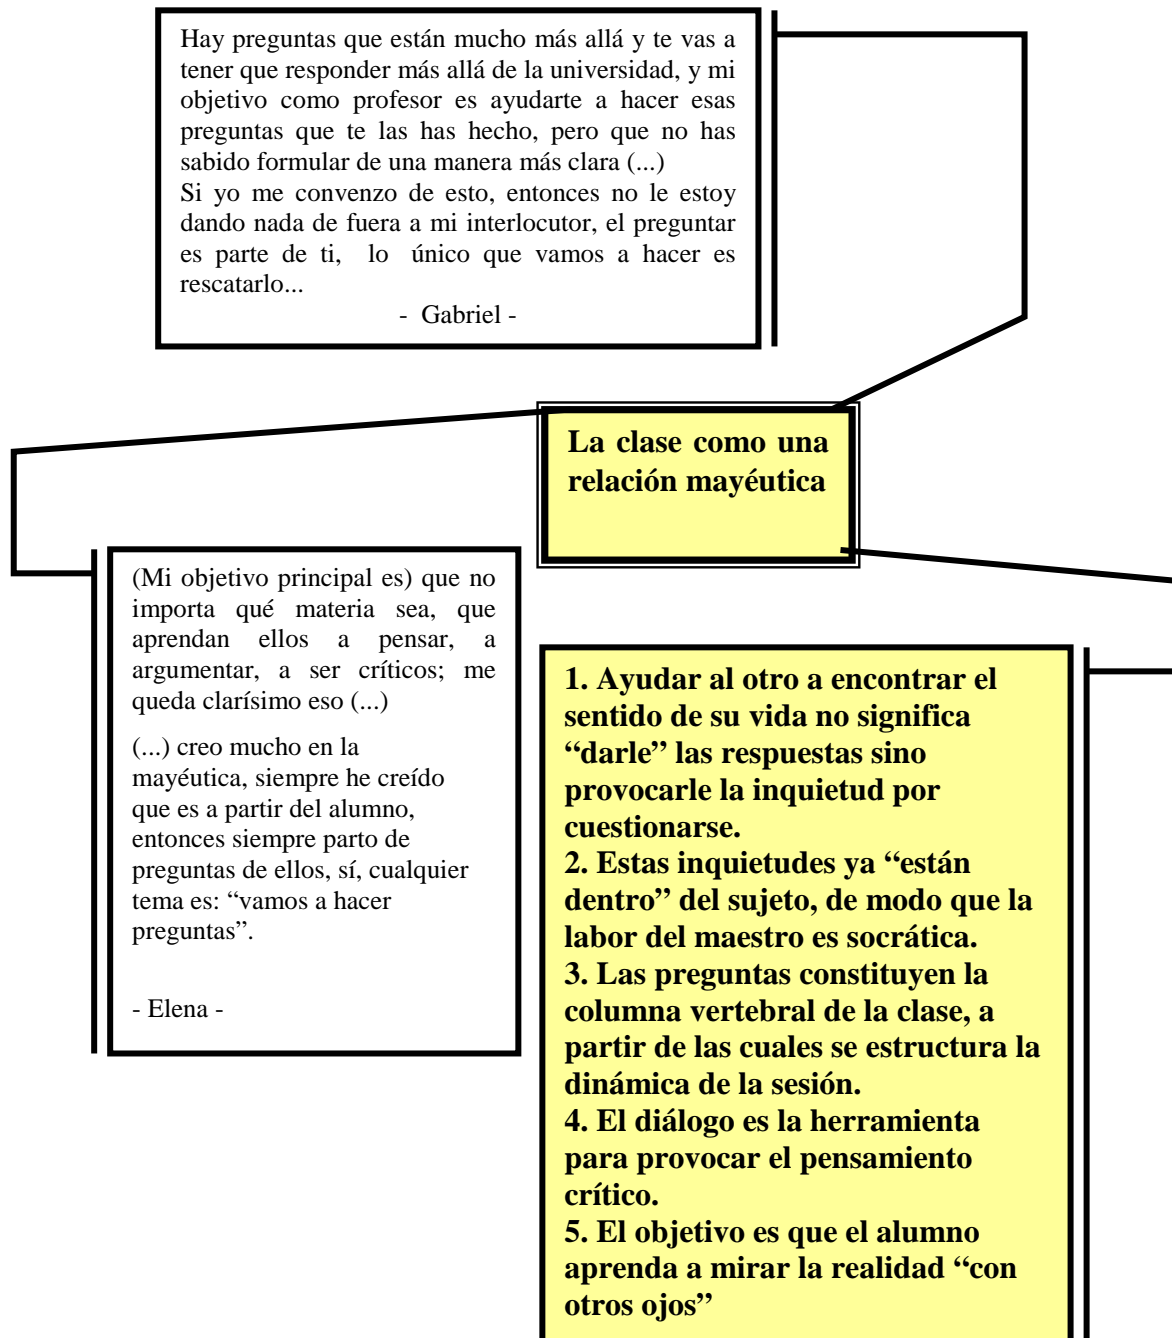 Hay preguntas que están mucho más allá y te vas a
tener que responder más allá de la universidad, y mi
objetivo como profesor es ayudarte a hacer esas
preguntas que te las has hecho, pero que no has
sabido formular de una manera más clara (...)
Si yo me convenzo de esto, entonces no le estoy
dando nada de fuera a mi interlocutor, el preguntar
es parte de ti, lo único que vamos a hacer es
rescatarlo...
- Gabriel -
La clase como una
relación mayéutica
(Mi objetivo principal es) que no
importa qué materia sea, que
aprendan ellos a pensar, a
argumentar, a ser críticos; me
queda clarísimo eso (...)
(...) creo mucho en la
mayéutica, siempre he creído
que es a partir del alumno,
entonces siempre parto de
preguntas de ellos, sí, cualquier
tema es: “vamos a hacer
preguntas”.
- Elena -
1. Ayudar al otro a encontrar el
sentido de su vida no significa
“darle” las respuestas sino
provocarle la inquietud por
cuestionarse.
2. Estas inquietudes ya “están
dentro” del sujeto, de modo que la
labor del maestro es socrática.
3. Las preguntas constituyen la
columna vertebral de la clase, a
partir de las cuales se estructura la
dinámica de la sesión.
4. El diálogo es la herramienta
para provocar el pensamiento
crítico.
5. El objetivo es que el alumno
aprenda a mirar la realidad “con
otros ojos”